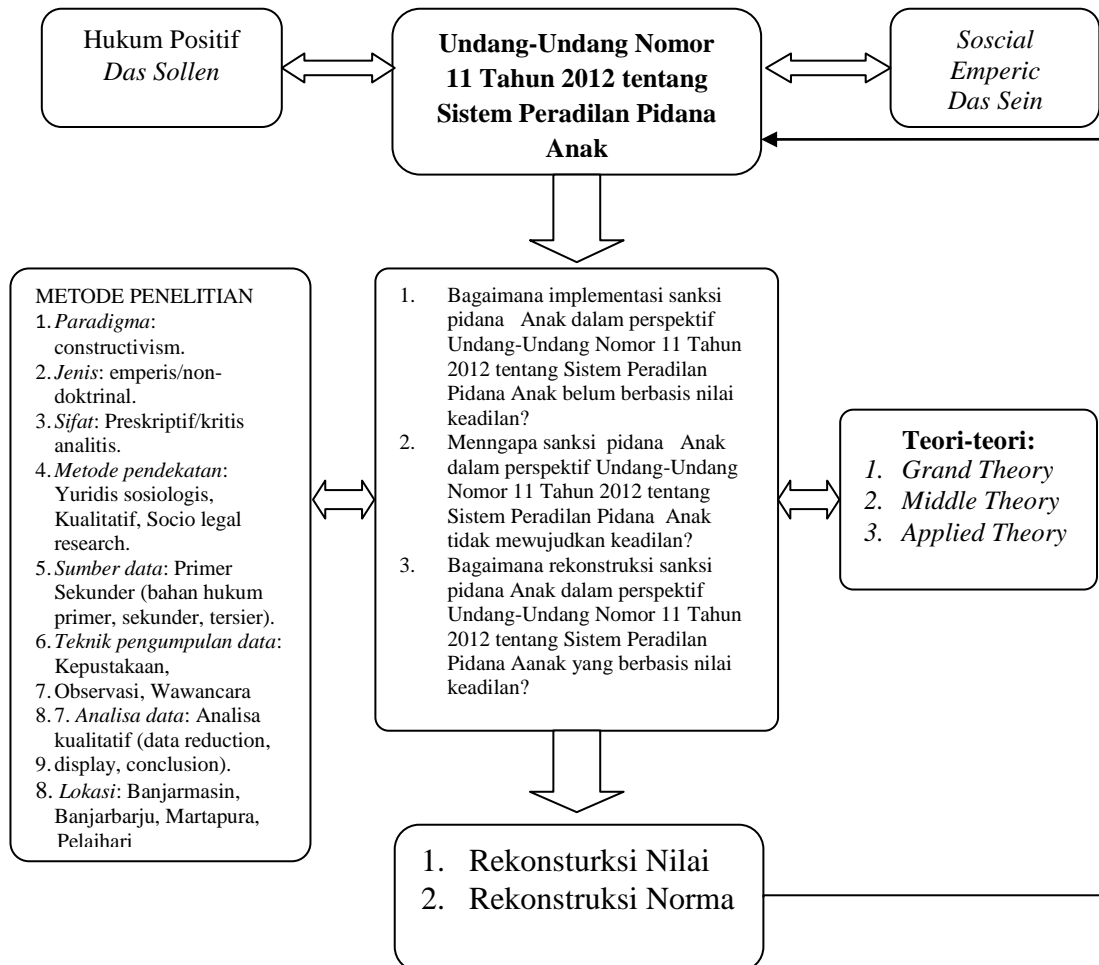 Hukum Positif
Das Sollen
Undang-Undang Nomor
11 Tahun 2012 tentang
Sistem Peradilan Pidana
Anak
Soscial
Emperic
Das Sein
METODE PENELITIAN
1. Paradigma:
constructivism.
2. Jenis: emperis/non-
doktrinal.
3. Sifat: Preskriptif/kritis
analitis.
4. Metode pendekatan:
Yuridis sosiologis,
Kualitatif, Socio legal
research.
5. Sumber data: Primer
Sekunder (bahan hukum
primer, sekunder, tersier).
6. Teknik pengumpulan data:
Kepustakaan,
7. Observasi, Wawancara
8. 7. Analisa data: Analisa
kualitatif (data reduction,
9. display, conclusion).
8. Lokasi: Banjarmasin,
Banjarbarju, Martapura,
Pelaihari
1. Bagaimana implementasi sanksi
pidana Anak dalam perspektif
Undang-Undang Nomor 11 Tahun
2012 tentang Sistem Peradilan
Pidana Anak belum berbasis nilai
keadilan?
2. Menngapa sanksi pidana Anak
dalam perspektif Undang-Undang
Nomor 11 Tahun 2012 tentang
Sistem Peradilan Pidana Anak
tidak mewujudkan keadilan?
3. Bagaimana rekonstruksi sanksi
pidana Anak dalam perspektif
Undang-Undang Nomor 11 Tahun
2012 tentang Sistem Peradilan
Pidana Aanak yang berbasis nilai
keadilan?
Teori-teori:
1. Grand Theory
2. Middle Theory
3. Applied Theory
1. Rekonsturksi Nilai
2. Rekonstruksi Norma